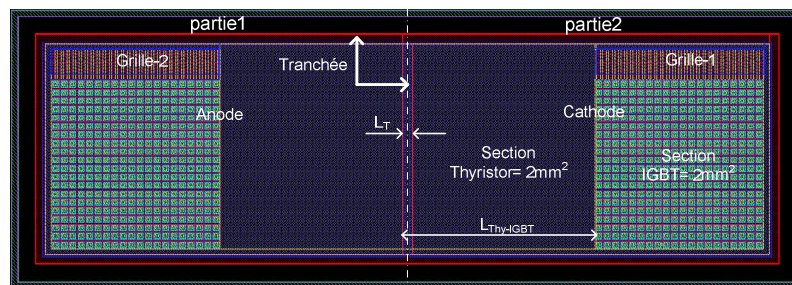 partie1
partie2
Grille-2
Tranchée
Grille-1
Anode
Cathode
LT
Section
Thyristor= 2mm²
Section
IGBT= 2mm²
LThy-IGBT